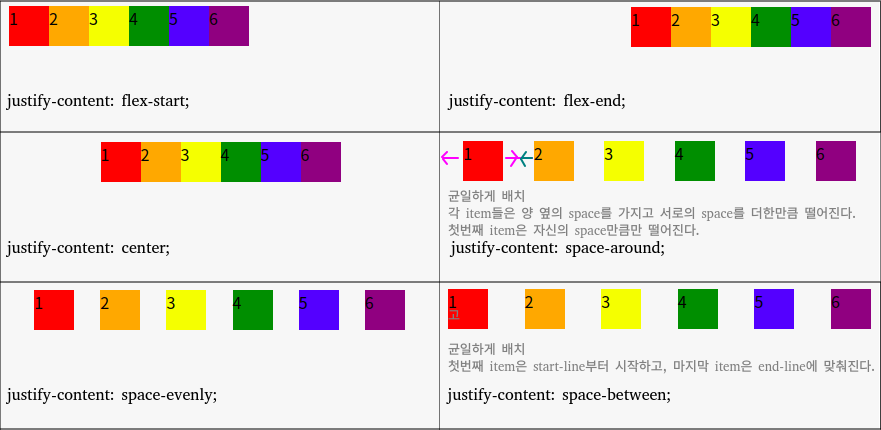 1 2 3 4 5 6
justify-content: flex-start;
1 2 3 4 5 6
justify-content: flex-end;
1 2 3 4 5 6
justify-content: center;
1 2 3 4 5 6
균일하게 배치
각 item들은 양 옆의 space를 가지고 서로의 space를 더한만큼 떨어진다.
첫번째 item은 자신의 space만큼만 떨어진다.
justify-content: space-around;
1 2 3 4 5 6
justify-content: space-evenly;
1 2 3 4 5 6
고
균일하게 배치
첫번째 item은 start-line부터 시작하고, 마지막 item은 end-line에 맞춰진다.
justify-content: space-between;